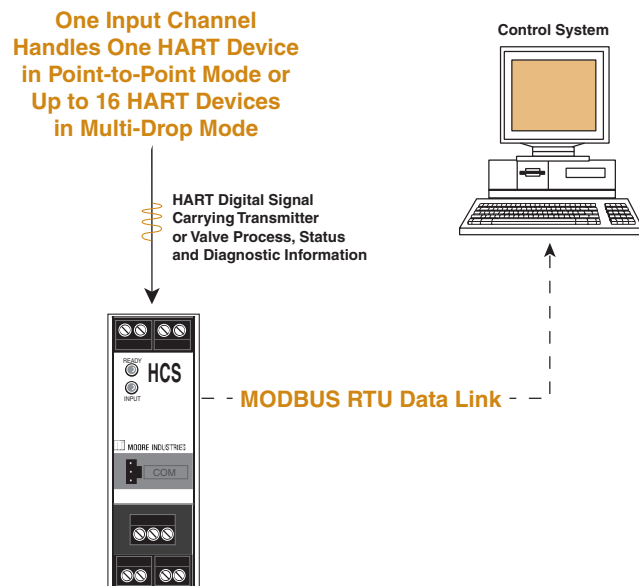 One Input Channel
Handles One HART Device
in Point-to-Point Mode or
Up to 16 HART Devices
in Multi-Drop Mode
Control System
HART Digital Signal
Carrying Transmitter
or Valve Process, Status
and Diagnostic Information
READY
HCS
INPUT
MODBUS RTU Data Link
MOORE INDUSTRIES
COM